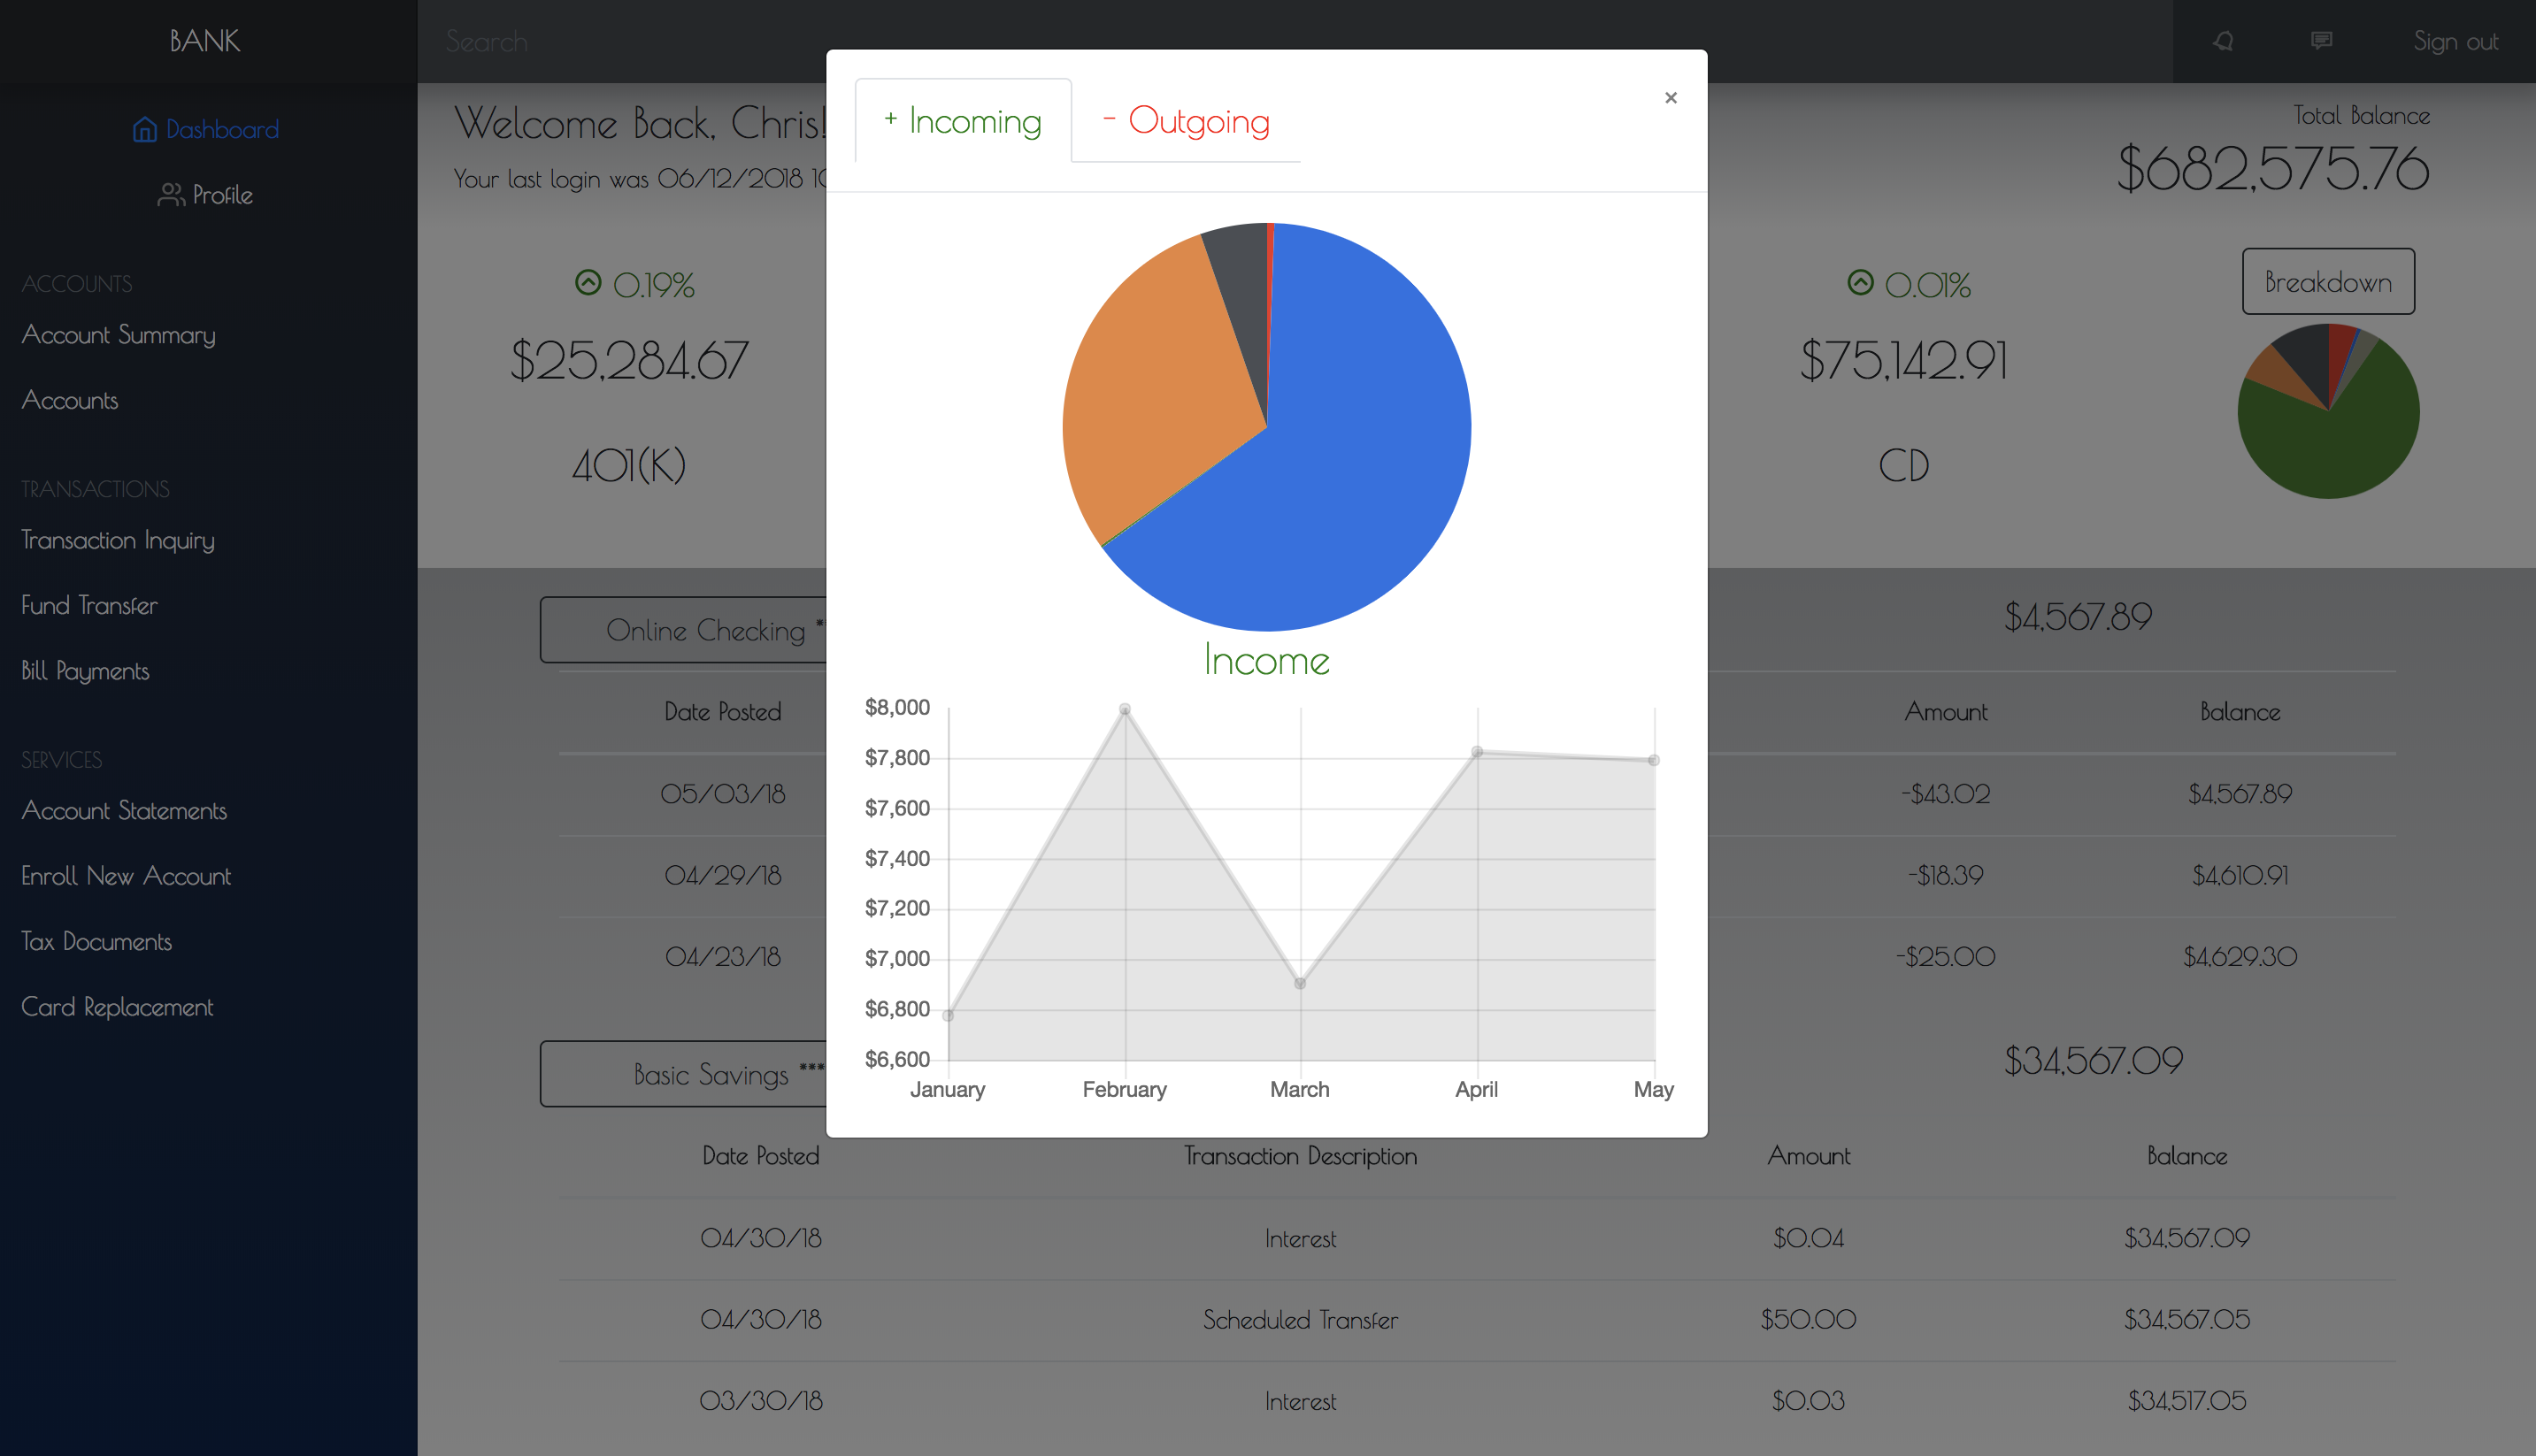 BANK
Search
Sign out
Dashboard
Profile
ACCOUNTS
Account Summary
Accounts
TRANSACTIONS
Transaction Inquiry
Fund Transfer
Bill Payments
SERVICES
Account Statements
Enroll New Account
Tax Documents
Card Replacement
Welcome Back, Chris!
Your last login was 06/12/2018
Total Balance
$682,575.76
0.19%
$25,284.67
401(K)
0.01%
$75,142.91
CD
Breakdown
+ Incoming
- Outgoing
×
Income
$8,000
$7,800
$7,600
$7,400
$7,200
$7,000
$6,800
$6,600
January February March April May
Online Checking *
$4,567.89
Date Posted Amount Balance
05/03/18 -$43.02 $4,567.89
04/29/18 -$18.39 $4,610.91
04/23/18 -$25.00 $4,629.30
Basic Savings ***
$34,567.09
Date Posted Transaction Description Amount Balance
04/30/18 Interest $0.04 $34,567.09
04/30/18 Scheduled Transfer $50.00 $34,567.05
03/30/18 Interest $0.03 $34,517.05